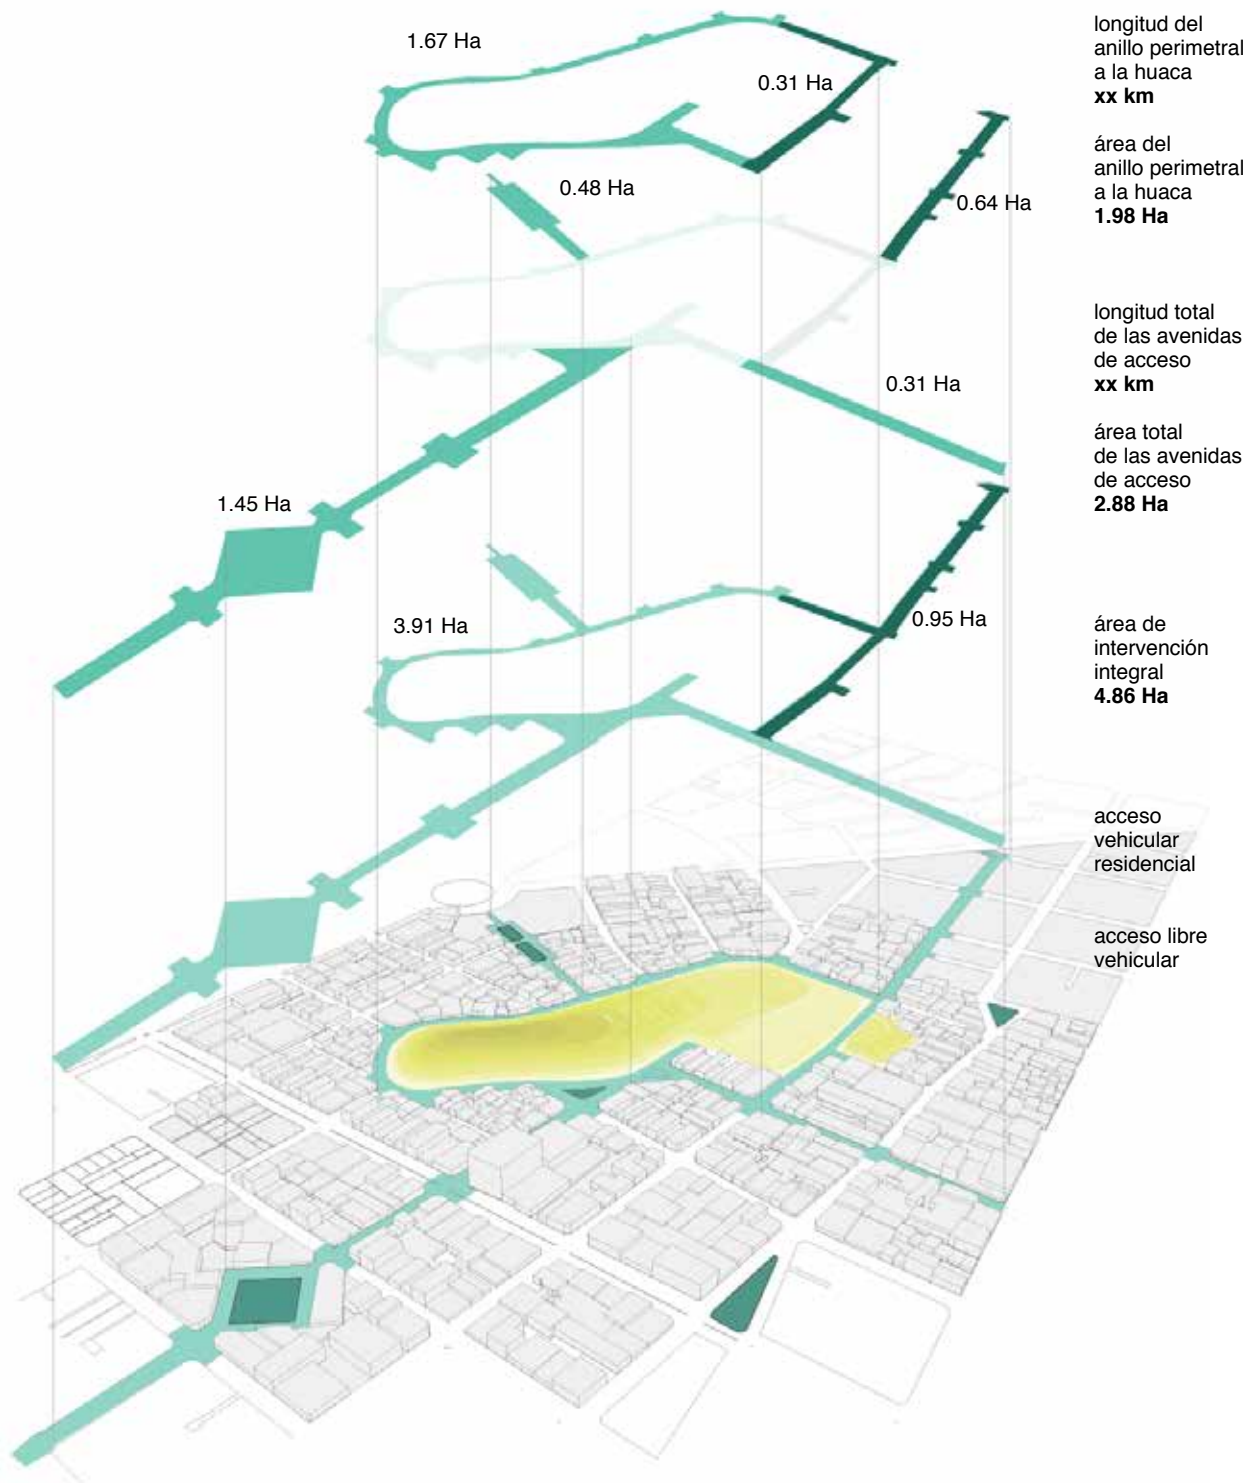 1.67 Ha
0.31 Ha
0.48 Ha
0.64 Ha
0.31 Ha
1.45 Ha
3.91 Ha
0.95 Ha
longitud del
anillo perimetral
a la huaca
xx km
área del
anillo perimetral
a la huaca
1.98 Ha
longitud total
de las avenidas
de acceso
xx km
área total
de las avenidas
de acceso
2.88 Ha
área de
intervención
integral
4.86 Ha
acceso
vehicular
residencial
acceso libre
vehicular